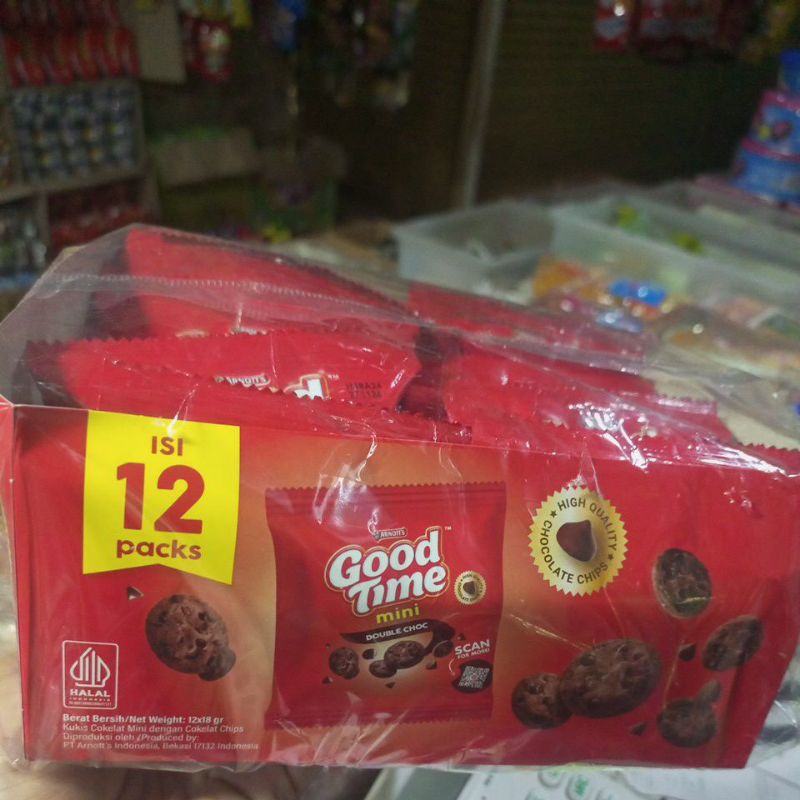 ISI
12
packs
ARNOTT'S
Good
Time
mini
DOUBLE CHOC
SCAN
FOR MORE!
HIGH QUALITY
CHOCOLATE CHIPS
HALAL
INDONESIA
Berat Bersih/Net Weight: 12x18 gr
Kukis Cokelat Mini dengan Cokelat Chips
Diproduksi oleh /Produced by:
PT Arnott's Indonesia, Bekasi 17132 Indonesia
ARNOTT'S